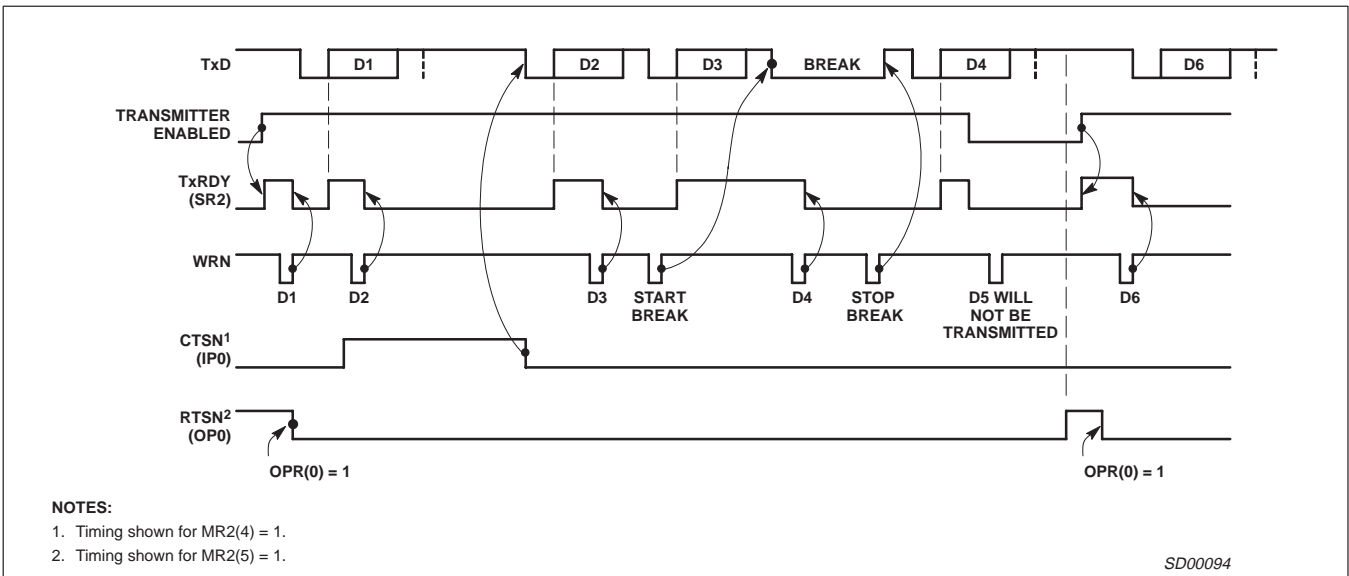 TxD
D1
D2
D3
BREAK
D4
D6
TRANSMITTER
ENABLED
TxRDY
(SR2)
WRN
D1
D2
D3
START
BREAK
D4
STOP
BREAK
D5 WILL
NOT BE
TRANSMITTED
D6
CTSN1
(IP0)
RTSN2
(OP0)
OPR(0) = 1
OPR(0) = 1
NOTES:
1. Timing shown for MR2(4) = 1.
2. Timing shown for MR2(5) = 1.
SD00094